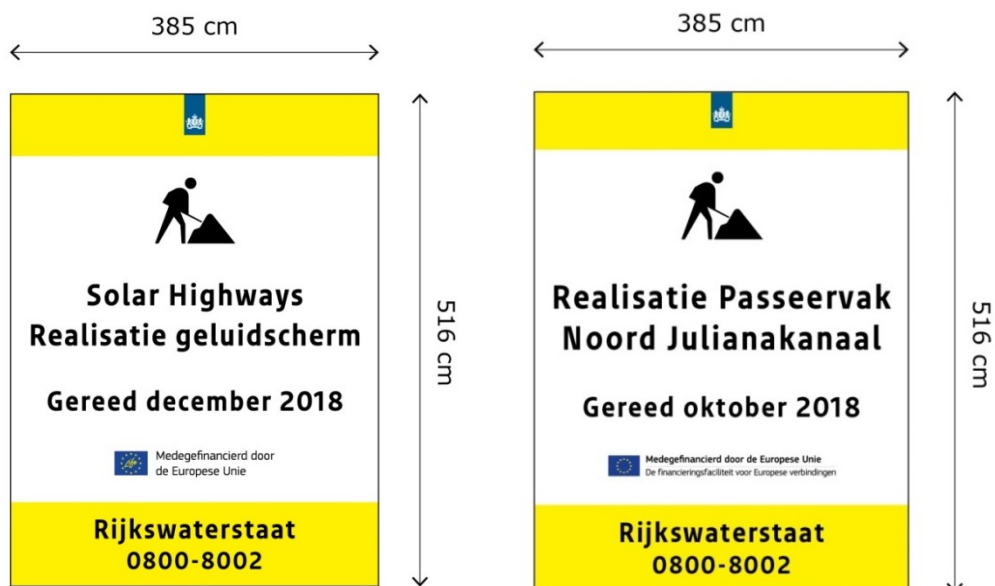 385 cm
Solar Highways
Realisatie geluidscherm
Gereed december 2018
Medegefinancierd door
de Europese Unie
Rijkswaterstaat
0800-8002
516 cm
385 cm
Realisatie Passeervak
Noord Julianakanaal
Gereed oktober 2018
Medegefinancierd door de Europese Unie
De financieringsfaciliteit voor Europese verbindingen
Rijkswaterstaat
0800-8002
516 cm